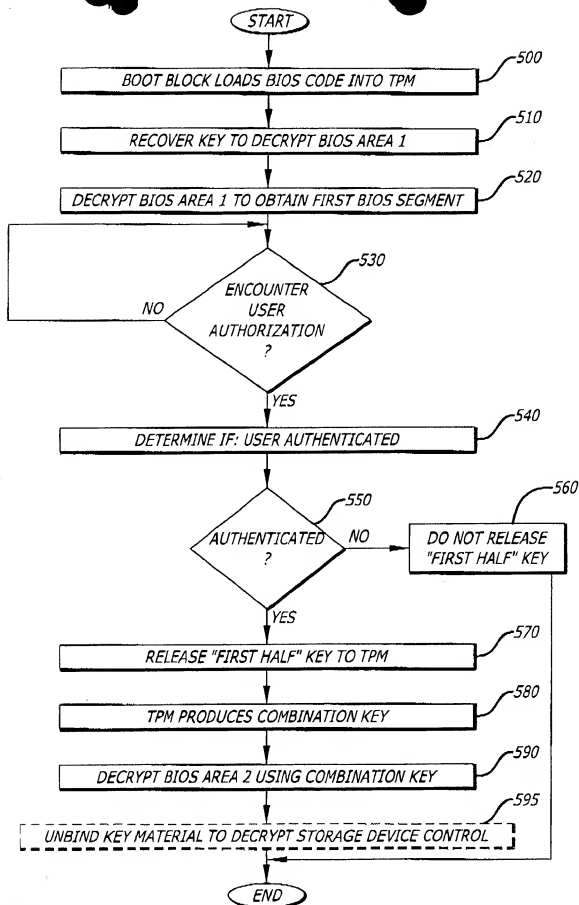 START
500
BOOT BLOCK LOADS BIOS CODE INTO TPM
510
RECOVER KEY TO DECRYPT BIOS AREA 1
520
DECRYPT BIOS AREA 1 TO OBTAIN FIRST BIOS SEGMENT
530
ENCOUNTER
USER
AUTHORIZATION
?
NO
YES
540
DETERMINE IF: USER AUTHENTICATED
550
AUTHENTICATED
?
NO
560
DO NOT RELEASE
"FIRST HALF" KEY
YES
570
RELEASE "FIRST HALF" KEY TO TPM
580
TPM PRODUCES COMBINATION KEY
590
DECRYPT BIOS AREA 2 USING COMBINATION KEY
595
UNBIND KEY MATERIAL TO DECRYPT STORAGE DEVICE CONTROL
END